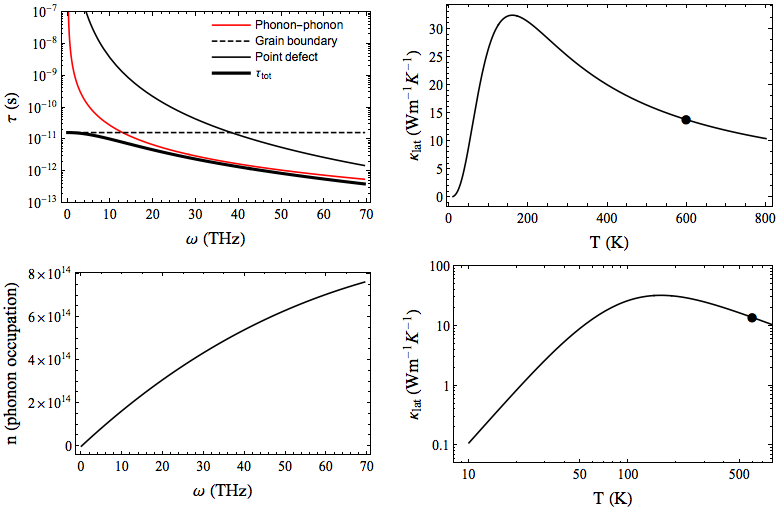 10⁻⁷
10⁻⁸
10⁻⁹
10⁻¹⁰
10⁻¹¹
10⁻¹²
10⁻¹³
τ (s)
Phonon−phonon
Grain boundary
Point defect
τtot
0 10 20 30 40 50 60 70
ω (THz)
30
25
20
15
10
5
0
κlat (Wm⁻¹K⁻¹)
0 200 400 600 800
T (K)
8×10¹⁴
6×10¹⁴
4×10¹⁴
2×10¹⁴
0
n (phonon occupation)
0 10 20 30 40 50 60 70
ω (THz)
100
10
1
0.1
κlat (Wm⁻¹K⁻¹)
10 50 100 500
T (K)